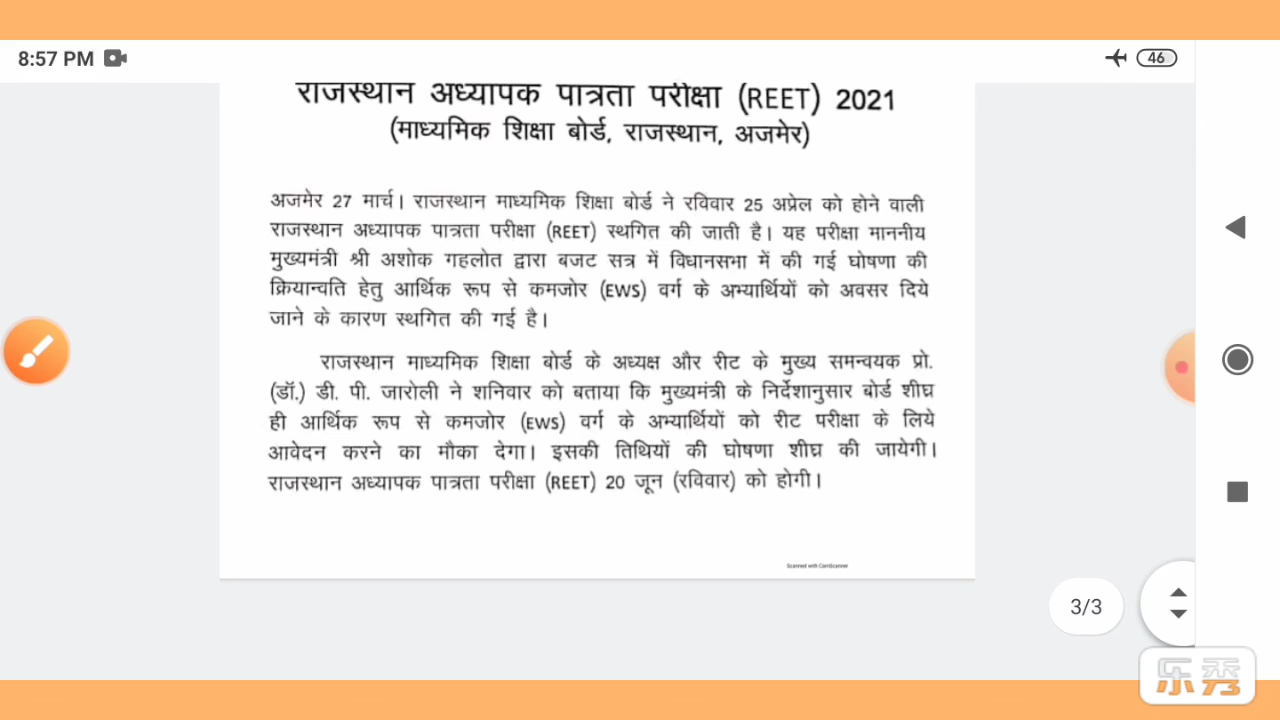 8:57 PM
46
राजस्थान अध्यापक पात्रता परीक्षा (REET) 2021
(माध्यमिक शिक्षा बोर्ड, राजस्थान, अजमेर)
अजमेर 27 मार्च। राजस्थान माध्यमिक शिक्षा बोर्ड ने रविवार 25 अप्रेल को होने वाली
राजस्थान अध्यापक पात्रता परीक्षा (REET) स्थगित की जाती है। यह परीक्षा माननीय
मुख्यमंत्री श्री अशोक गहलोत द्वारा बजट सत्र में विधानसभा में की गई घोषणा की
क्रियान्वति हेतु आर्थिक रूप से कमजोर (EWS) वर्ग के अभ्यार्थियों को अवसर दिये
जाने के कारण स्थगित की गई है।
राजस्थान माध्यमिक शिक्षा बोर्ड के अध्यक्ष और रीट के मुख्य समन्वयक प्रो.
(डॉ.) डी. पी. जारोली ने शनिवार को बताया कि मुख्यमंत्री के निर्देशानुसार बोर्ड शीघ्र
ही आर्थिक रूप से कमजोर (EWS) वर्ग के अभ्यार्थियों को रीट परीक्षा के लिये
आवेदन करने का मौका देगा। इसकी तिथियों की घोषणा शीघ्र की जायेगी।
राजस्थान अध्यापक पात्रता परीक्षा (REET) 20 जून (रविवार) को होगी।
Scanned with CamScanner
3/3
乐秀